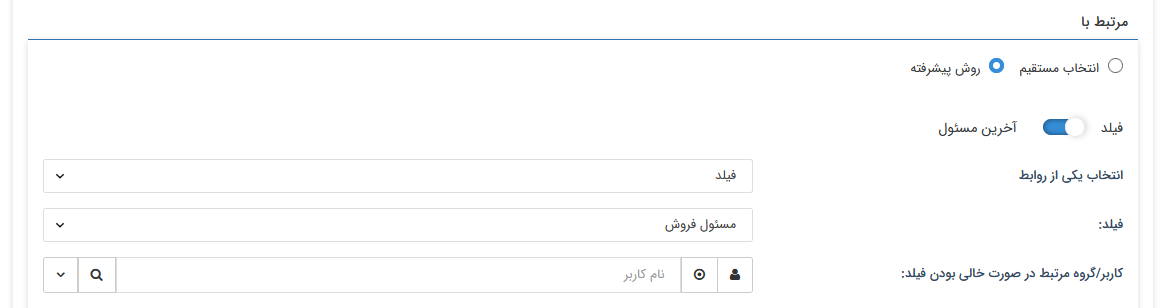 مرتبط با
انتخاب مستقیم روش پیشرفته
فیلد آخرین مسئول
انتخاب یکی از روابط فیلد
فیلد: مسئول فروش
کاربر/گروه مرتبط در صورت خالی بودن فیلد: نام کاربر